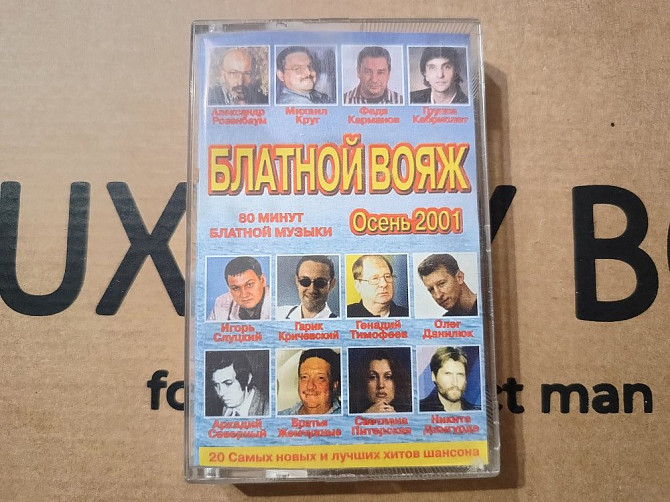 Александр Розенбаум
Михаил Круг
Федя Карманов
Группа Кабриолет
БЛАТНОЙ ВОЯЖ
80 МИНУТ
БЛАТНОЙ МУЗЫКИ
Осень 2001
UX
Y B
Игорь Слуцкий
Гарик Кричевский
Генадий Тимофеев
Олег Данилюк
fo
ct man
Аркадий Северный
Братья Жемчужные
Светлана Питерская
Никита Джигурда
20 Самых новых и лучших хитов шансона